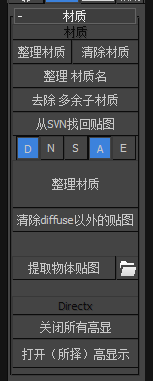 - 材质
材质
整理材质 清除材质
整理 材质名
去除 多余子材质
从SVN找回贴图
D N S A E
整理材质
清除diffuse以外的贴图
提取物体贴图
Directx
关闭所有高显
打开（所择）高显示